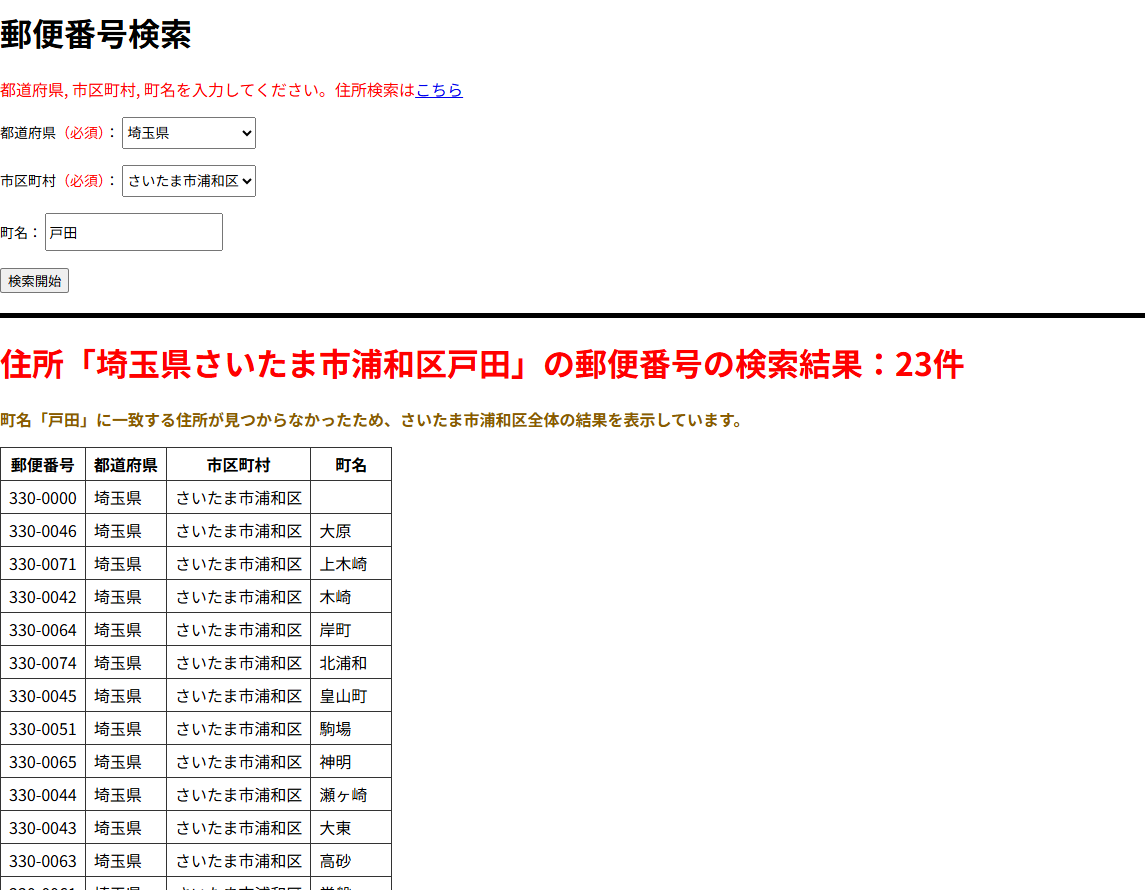 郵便番号検索
都道府県, 市区町村, 町名を入力してください。住所検索はこちら
都道府県（必須）： 埼玉県
市区町村（必須）： さいたま市浦和区
町名： 戸田
検索開始
住所「埼玉県さいたま市浦和区戸田」の郵便番号の検索結果：23件
町名「戸田」に一致する住所が見つからなかったため、さいたま市浦和区全体の結果を表示しています。
郵便番号 都道府県 市区町村 町名
330-0000 埼玉県 さいたま市浦和区
330-0046 埼玉県 さいたま市浦和区 大原
330-0071 埼玉県 さいたま市浦和区 上木崎
330-0042 埼玉県 さいたま市浦和区 木崎
330-0064 埼玉県 さいたま市浦和区 岸町
330-0074 埼玉県 さいたま市浦和区 北浦和
330-0045 埼玉県 さいたま市浦和区 皇山町
330-0051 埼玉県 さいたま市浦和区 駒場
330-0065 埼玉県 さいたま市浦和区 神明
330-0044 埼玉県 さいたま市浦和区 瀬ヶ崎
330-0043 埼玉県 さいたま市浦和区 大東
330-0063 埼玉県 さいたま市浦和区 高砂